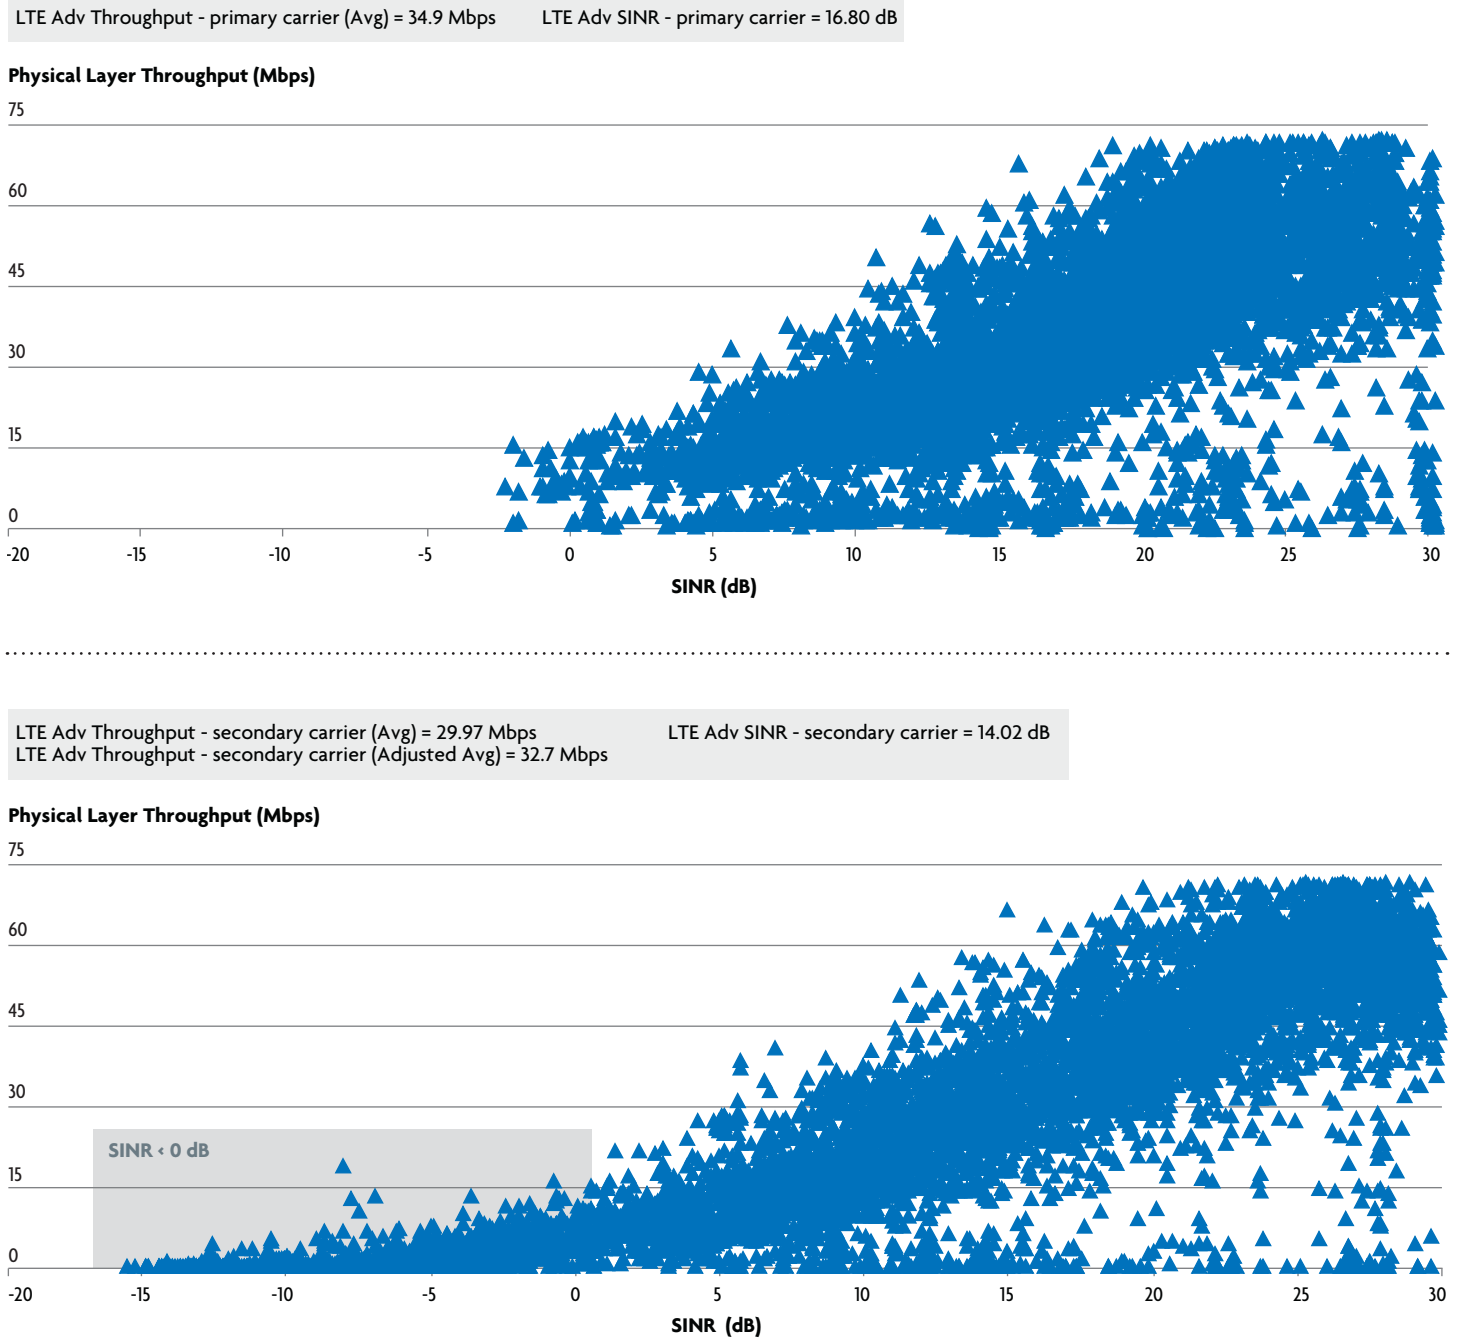 LTE Adv Throughput - primary carrier (Avg) = 34.9 Mbps LTE Adv SINR - primary carrier = 16.80 dB
Physical Layer Throughput (Mbps)
75
60
45
30
15
0
-20 -15 -10 -5 0 5 10 15 20 25 30
SINR (dB)
LTE Adv Throughput - secondary carrier (Avg) = 29.97 Mbps LTE Adv SINR - secondary carrier = 14.02 dB
LTE Adv Throughput - secondary carrier (Adjusted Avg) = 32.7 Mbps
Physical Layer Throughput (Mbps)
75
60
45
30
SINR < 0 dB
15
0
-20 -15 -10 -5 0 5 10 15 20 25 30
SINR (dB)